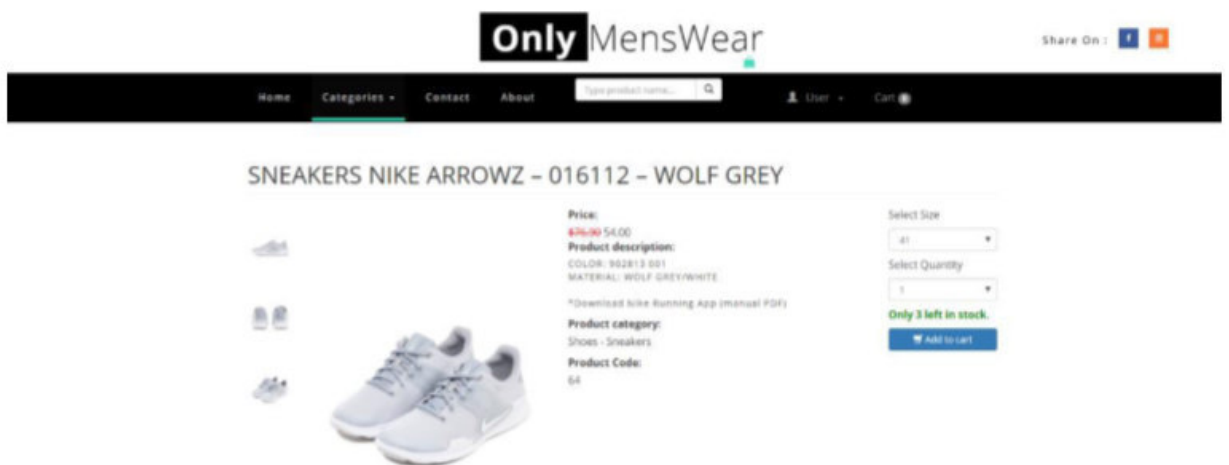 Only MensWear
Share On :
Home Categories Contact About Type product name... User Cart
SNEAKERS NIKE ARROWZ – 016112 – WOLF GREY
Price:
$76.90 54.00
Product description:
COLOR: 902813 001
MATERIAL: WOLF GREY/WHITE
*Download Nike Running App (manual PDF)
Product category:
Shoes - Sneakers
Product Code:
64
Select Size
41
Select Quantity
1
Only 3 left in stock.
Add to cart